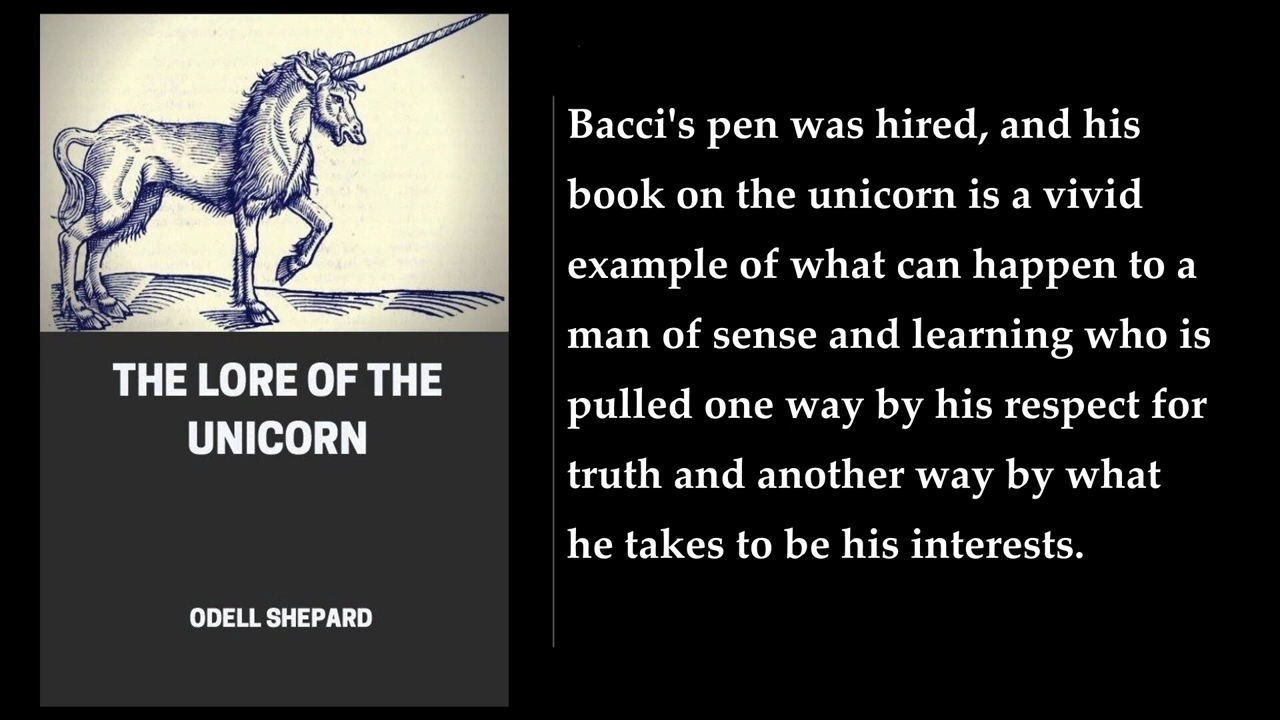 THE LORE OF THE
UNICORN
ODELL SHEPARD
Bacci's pen was hired, and his
book on the unicorn is a vivid
example of what can happen to a
man of sense and learning who is
pulled one way by his respect for
truth and another way by what
he takes to be his interests.